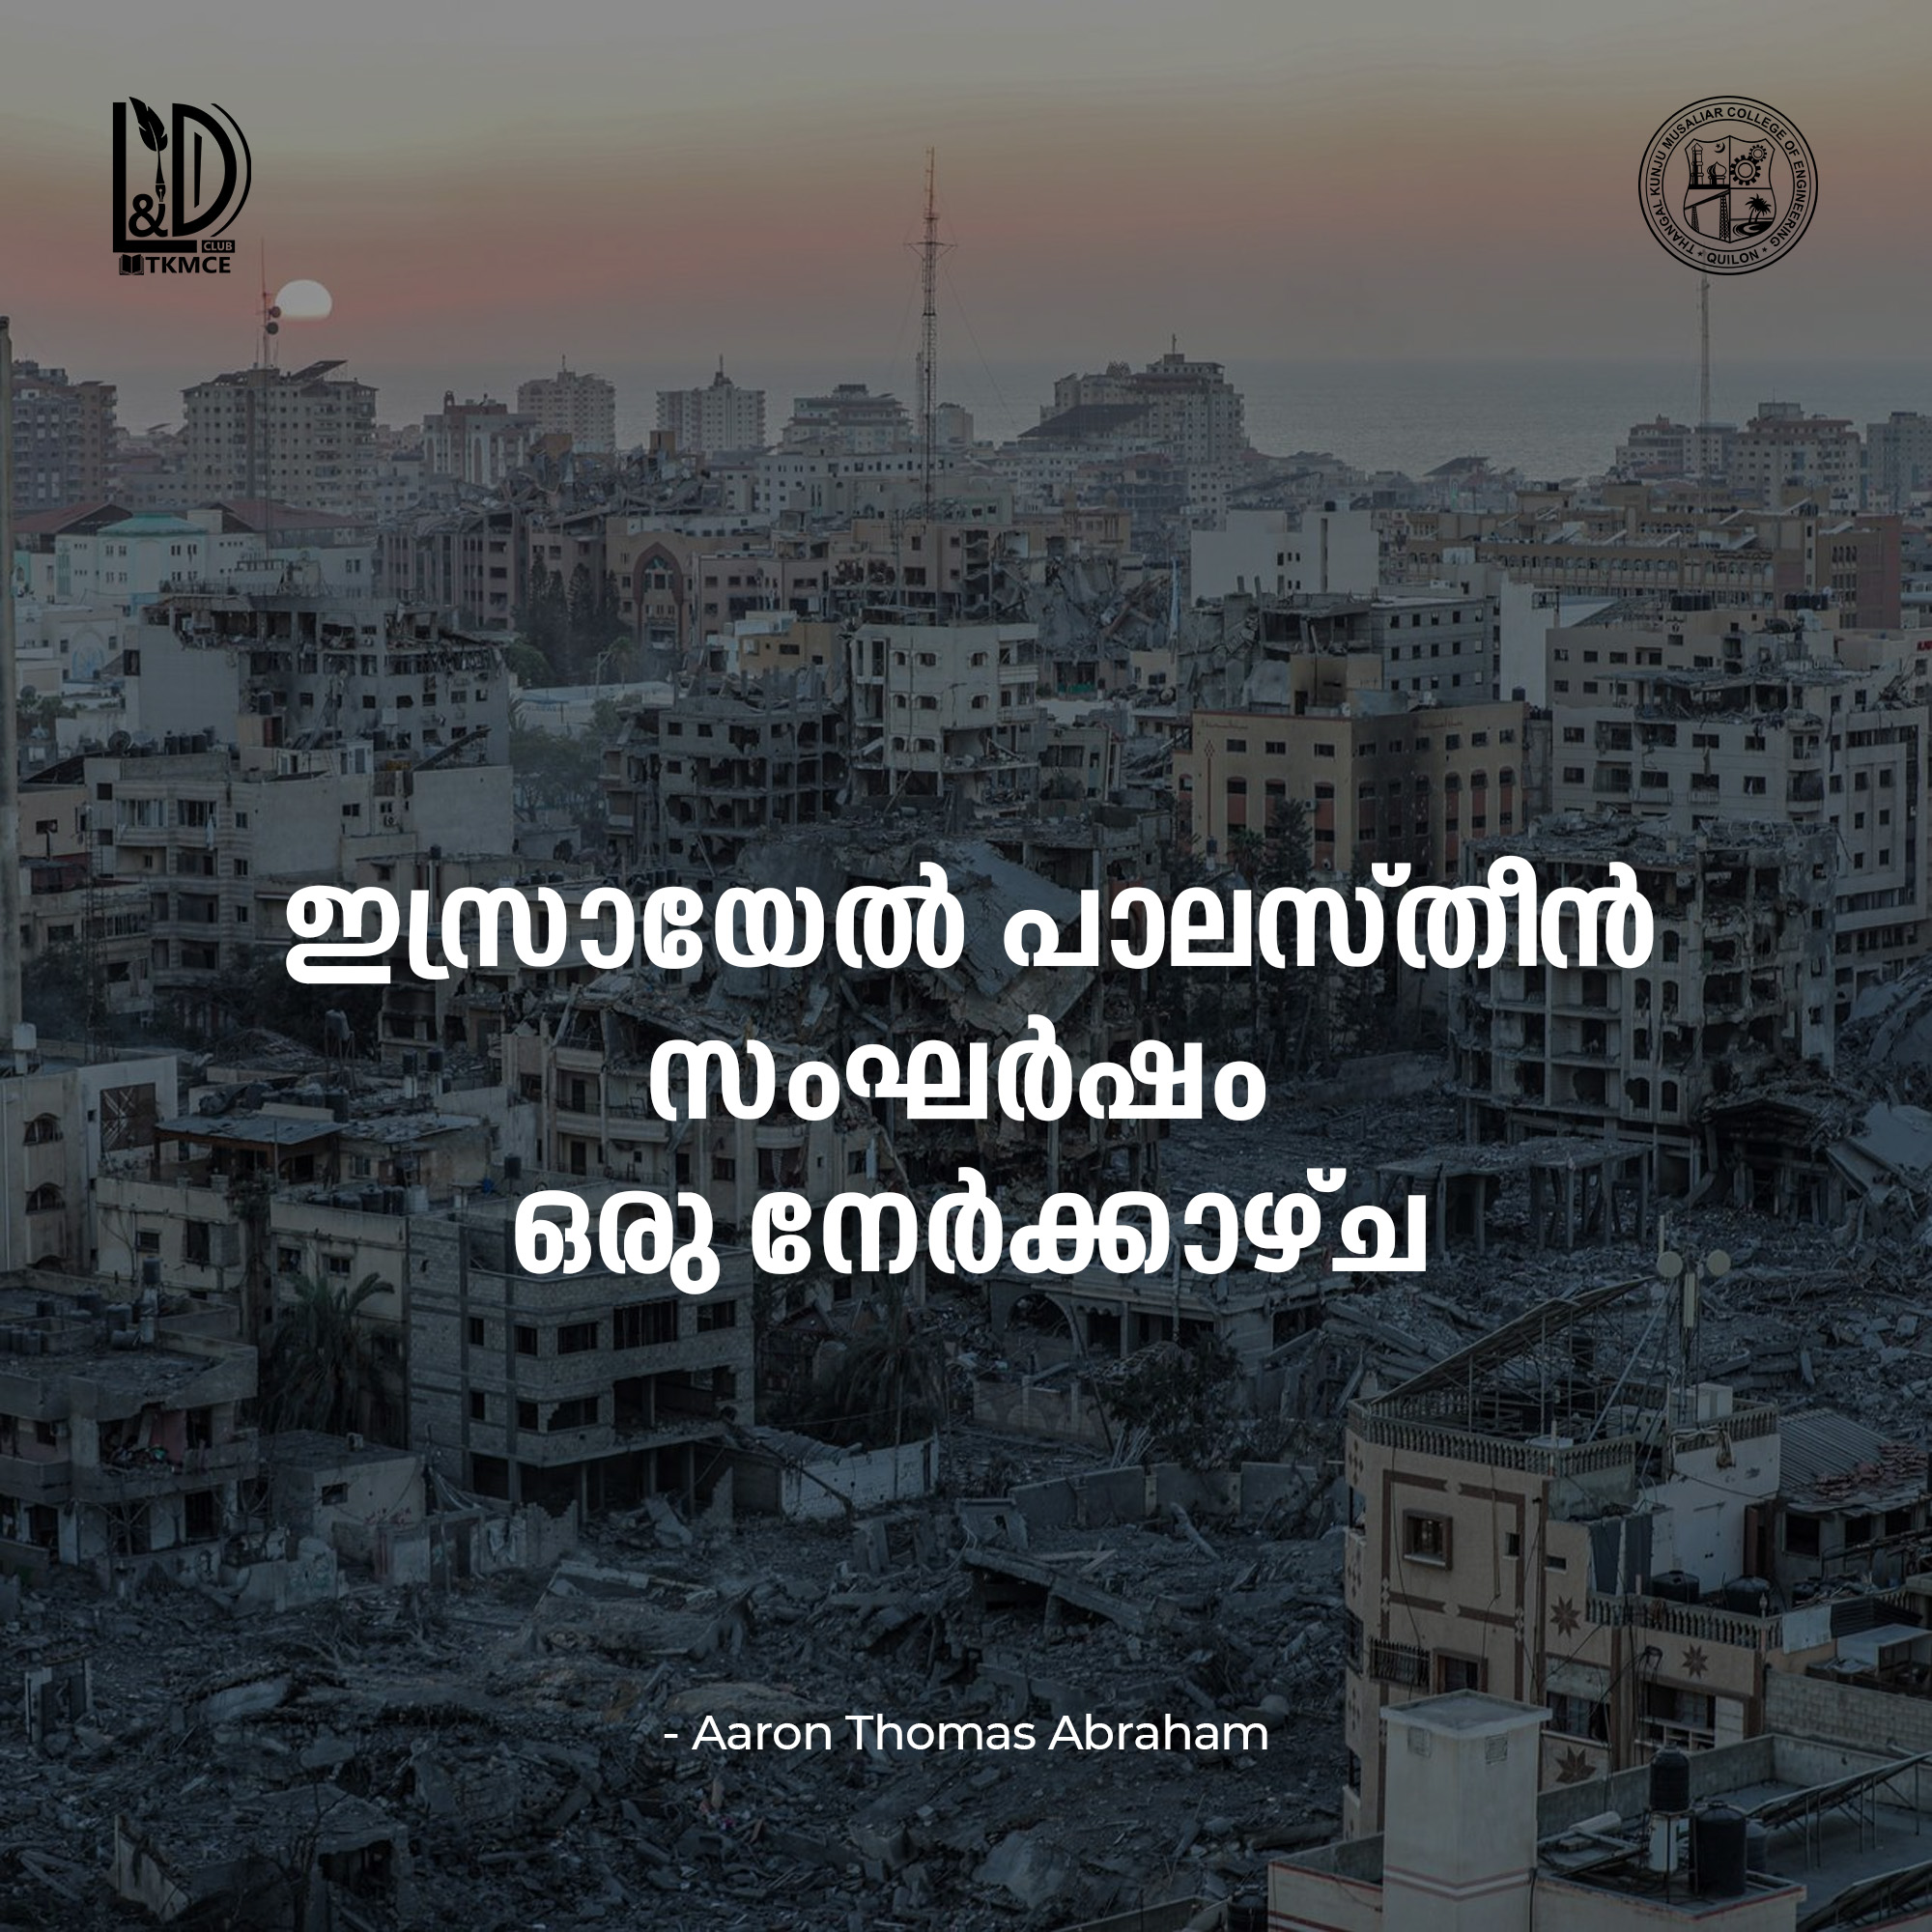 L&D
CLUB
TKMCE
THANGAL KUNJU MUSALIAR COLLEGE OF ENGINEERING
* QUILON *
ഇസ്രായേൽ പാലസ്തീൻ
സംഘർഷം
ഒരു നേർക്കാഴ്ച
- Aaron Thomas Abraham